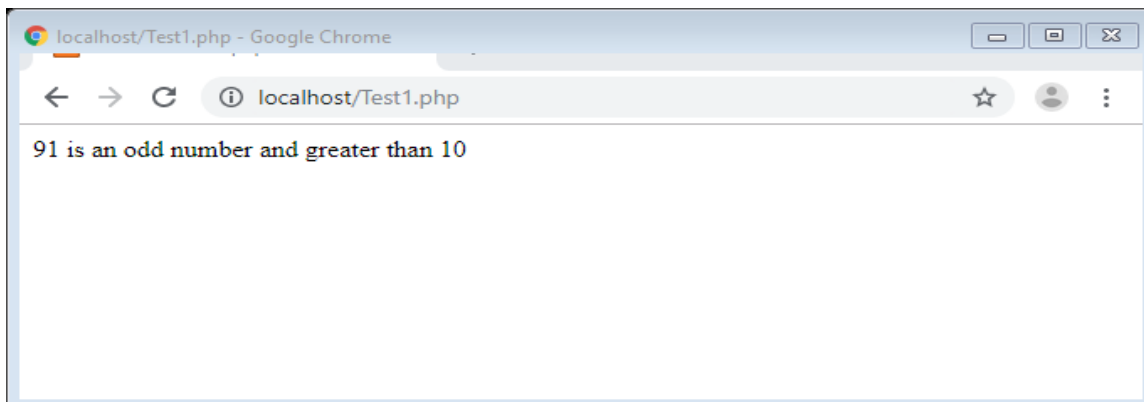 localhost/Test1.php - Google Chrome
localhost/Test1.php
91 is an odd number and greater than 10